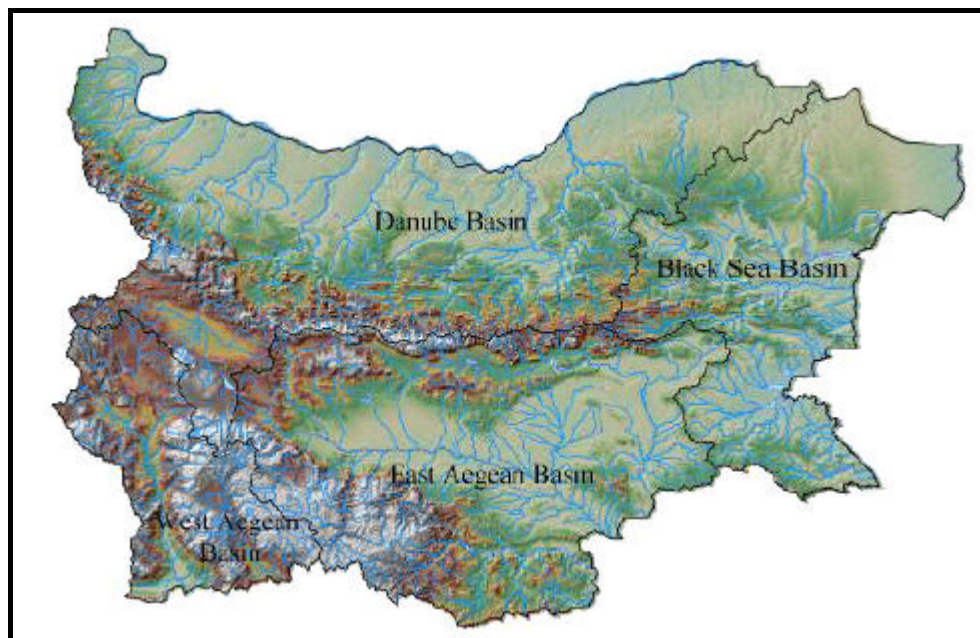 Danube Basin
Black Sea Basin
East Aegean Basin
West Aegean
Basin